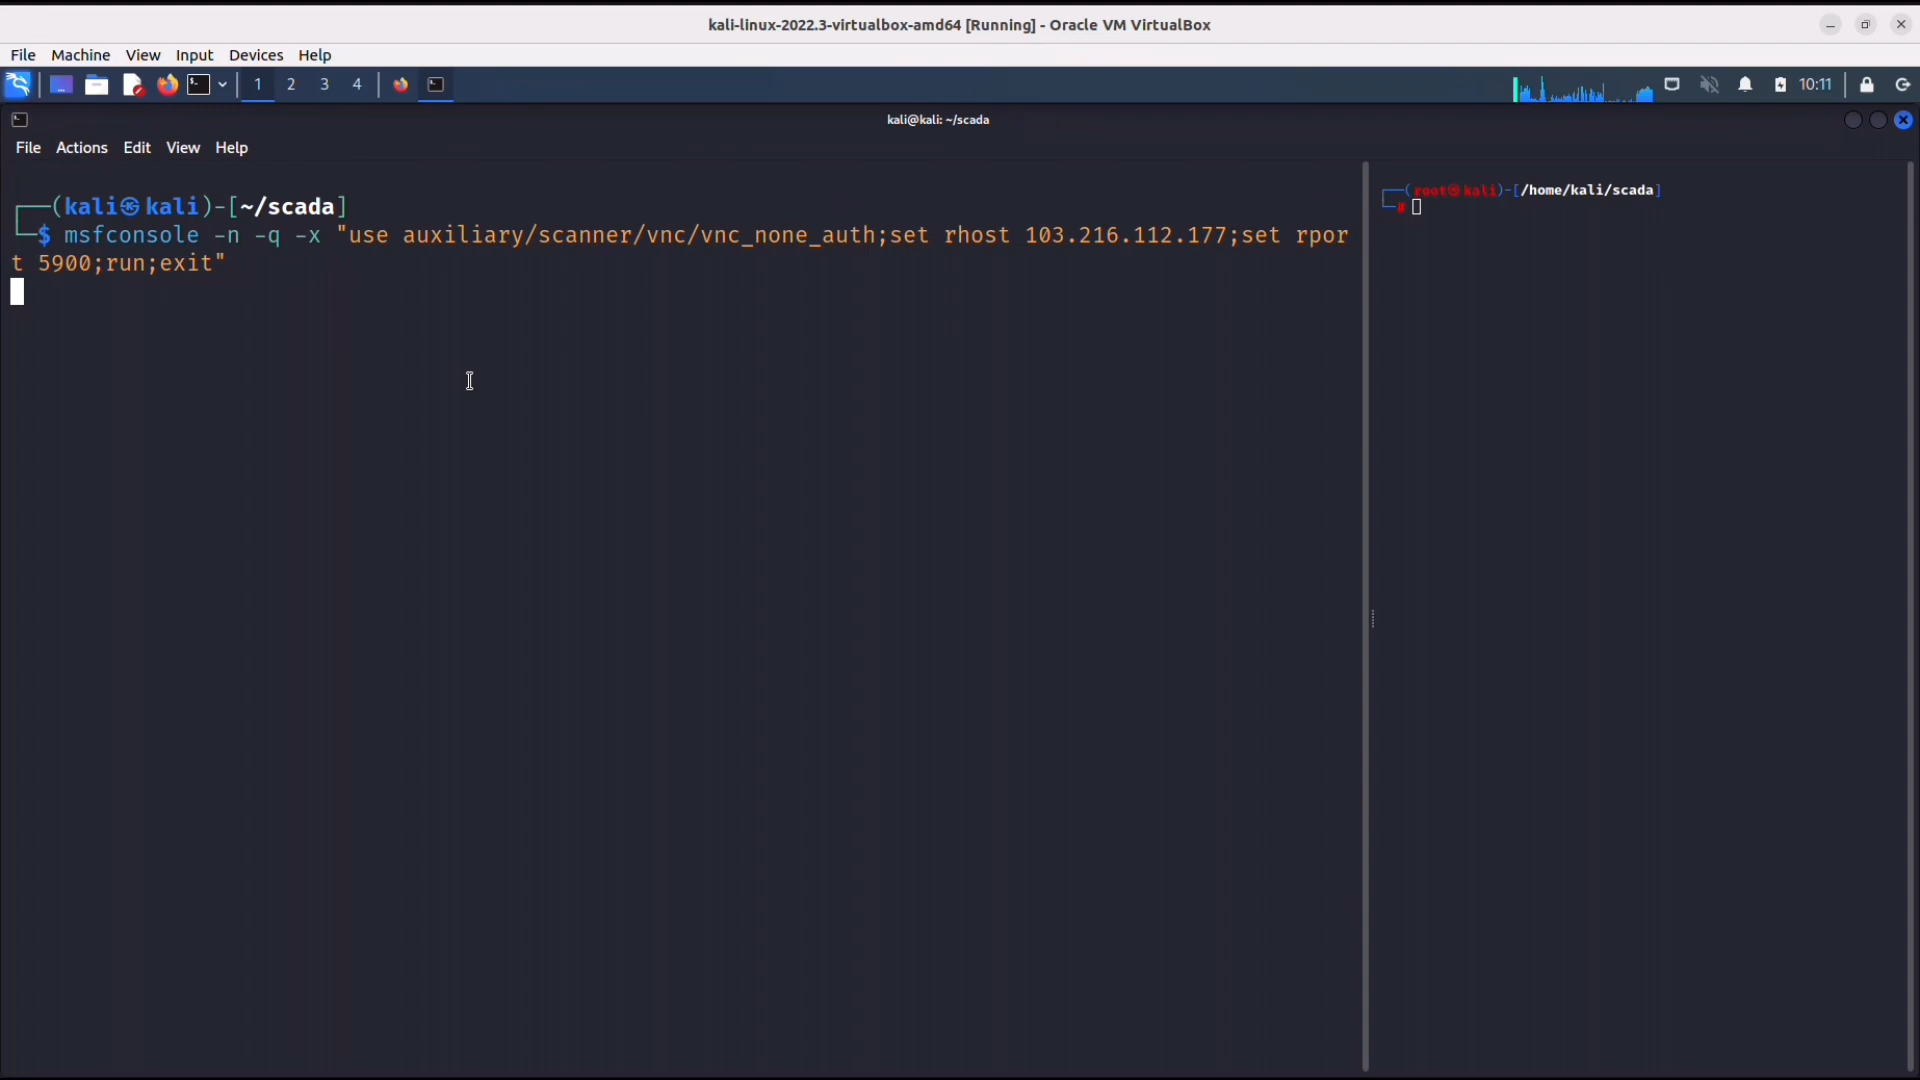 kali-linux-2022.3-virtualbox-amd64 [Running] - Oracle VM VirtualBox
File Machine View Input Devices Help
1 2 3 4 10:11
kali@kali: ~/scada
File Actions Edit View Help
(kali㉿kali)-[~/scada]
$ msfconsole -n -q -x "use auxiliary/scanner/vnc/vnc_none_auth;set rhost 103.216.112.177;set rpor
t 5900;run;exit"
(root㉿kali)-[/home/kali/scada]
#